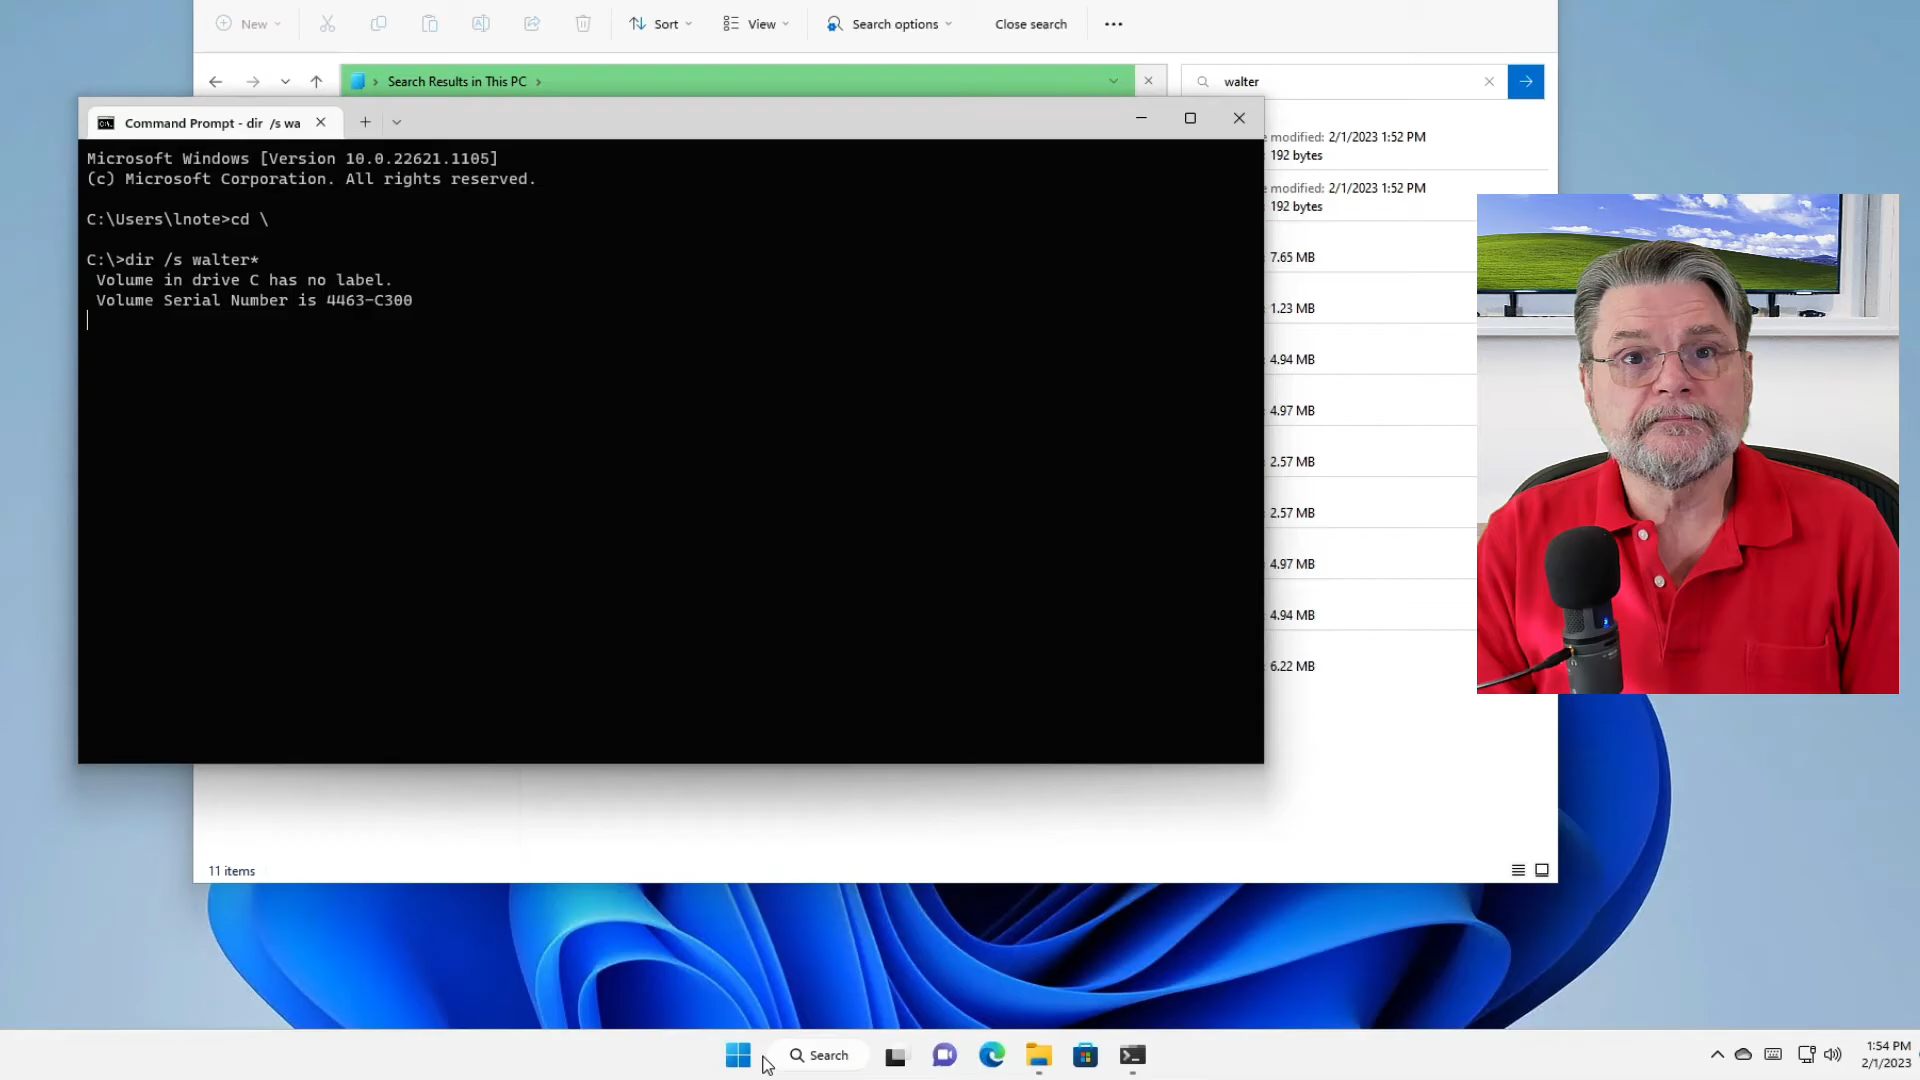 New
Sort
View
Search options
Close search
Search Results in This PC
walter
Command Prompt - dir  /s wa
Microsoft Windows [Version 10.0.22621.1105]
(c) Microsoft Corporation. All rights reserved.
C:\Users\lnote>cd \
C:\>dir /s walter*
Volume in drive C has no label.
Volume Serial Number is 4463-C300
modified: 2/1/2023 1:52 PM
192 bytes
modified: 2/1/2023 1:52 PM
192 bytes
7.65 MB
1.23 MB
4.94 MB
4.97 MB
2.57 MB
2.57 MB
4.97 MB
4.94 MB
6.22 MB
11 items
Search
1:54 PM
2/1/2023